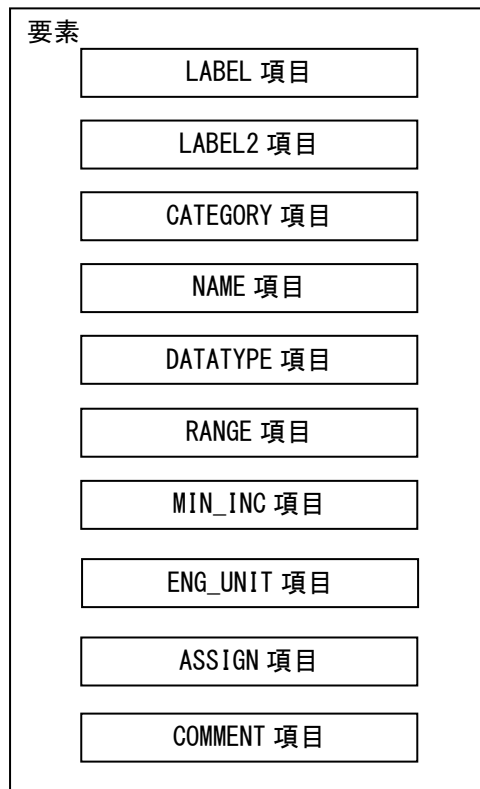 要素
LABEL 項目
LABEL2 項目
CATEGORY 項目
NAME 項目
DATATYPE 項目
RANGE 項目
MIN_INC 項目
ENG_UNIT 項目
ASSIGN 項目
COMMENT 項目